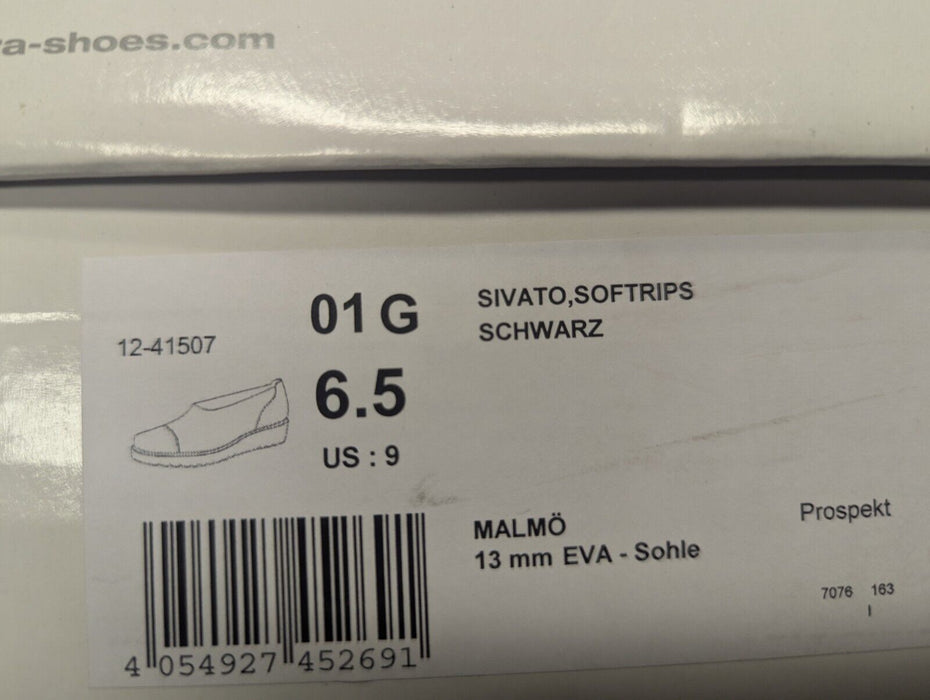 a-shoes.com
12-41507
01 G
6.5
US : 9
SIVATO,SOFTRIPS
SCHWARZ
MALMÖ
13 mm EVA - Sohle
Prospekt
7076 163
I
4 054927 452691